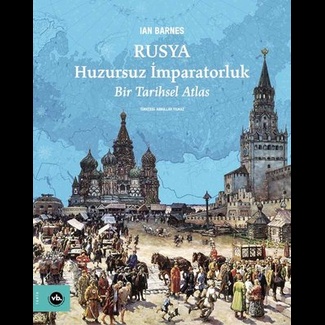 IAN BARNES
RUSYA
Huzursuz İmparatorluk
Bir Tarihsel Atlas
vb